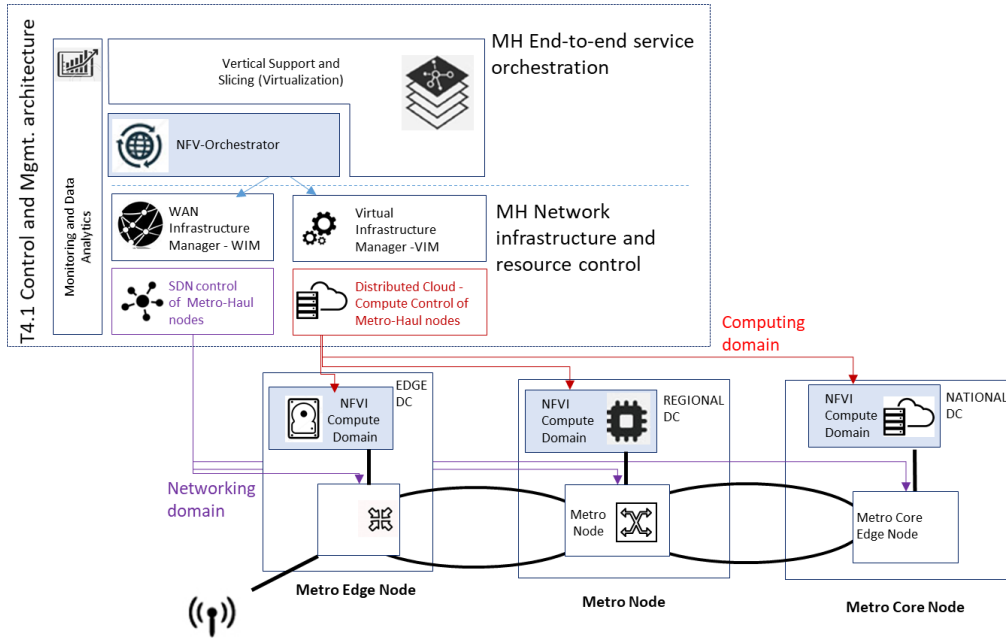 T4.1 Control and Mgmt. architecture
Monitoring and Data
Analytics
Vertical Support and
Slicing (Virtualization)
MH End-to-end service
orchestration
NFV-Orchestrator
WAN
Infrastructure
Manager - WIM
Virtual
Infrastructure
Manager -VIM
MH Network
infrastructure and
resource control
SDN control
of Metro-Haul
nodes
Distributed Cloud -
Compute Control of
Metro-Haul nodes
Computing
domain
NFVI
Compute
Domain
EDGE
DC
NFVI
Compute
Domain
REGIONAL
DC
NFVI
Compute
Domain
NATIONAL
DC
Networking
domain
Metro
Node
Metro Core
Edge Node
Metro Edge Node
Metro Node
Metro Core Node